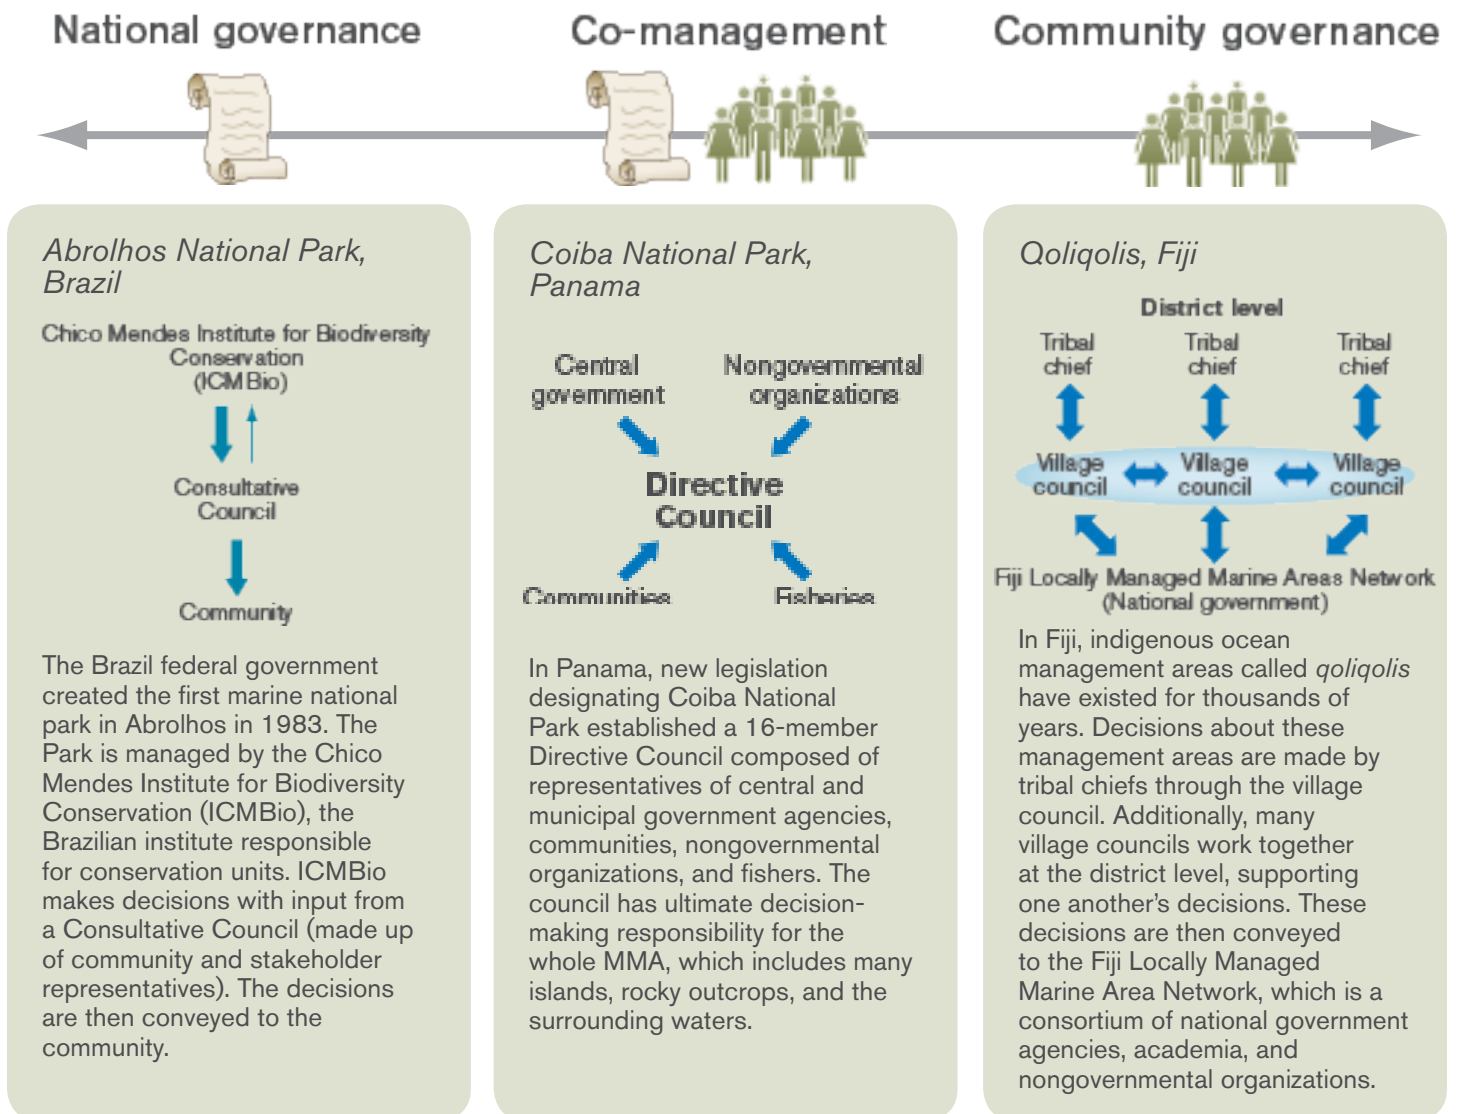 National governance
Co-management
Community governance
Abrolhos National Park,
Brazil
Chico Mendes Institute for Biodiversity
Conservation
(ICMBio)
Consultative
Council
Community
The Brazil federal government
created the first marine national
park in Abrolhos in 1983. The
Park is managed by the Chico
Mendes Institute for Biodiversity
Conservation (ICMBio), the
Brazilian institute responsible
for conservation units. ICMBio
makes decisions with input from
a Consultative Council (made up
of community and stakeholder
representatives). The decisions
are then conveyed to the
community.
Coiba National Park,
Panama
Central
government
Nongovernmental
organizations
Directive
Council
Communities
Fisheries
In Panama, new legislation
designating Coiba National
Park established a 16-member
Directive Council composed of
representatives of central and
municipal government agencies,
communities, nongovernmental
organizations, and fishers. The
council has ultimate decision-
making responsibility for the
whole MMA, which includes many
islands, rocky outcrops, and the
surrounding waters.
Qoliqolis, Fiji
District level
Tribal
chief
Tribal
chief
Tribal
chief
Village
council
Village
council
Village
council
Fiji Locally Managed Marine Areas Network
(National government)
In Fiji, indigenous ocean
management areas called qoliqolis
have existed for thousands of
years. Decisions about these
management areas are made by
tribal chiefs through the village
council. Additionally, many
village councils work together
at the district level, supporting
one another's decisions. These
decisions are then conveyed
to the Fiji Locally Managed
Marine Area Network, which is a
consortium of national government
agencies, academia, and
nongovernmental organizations.